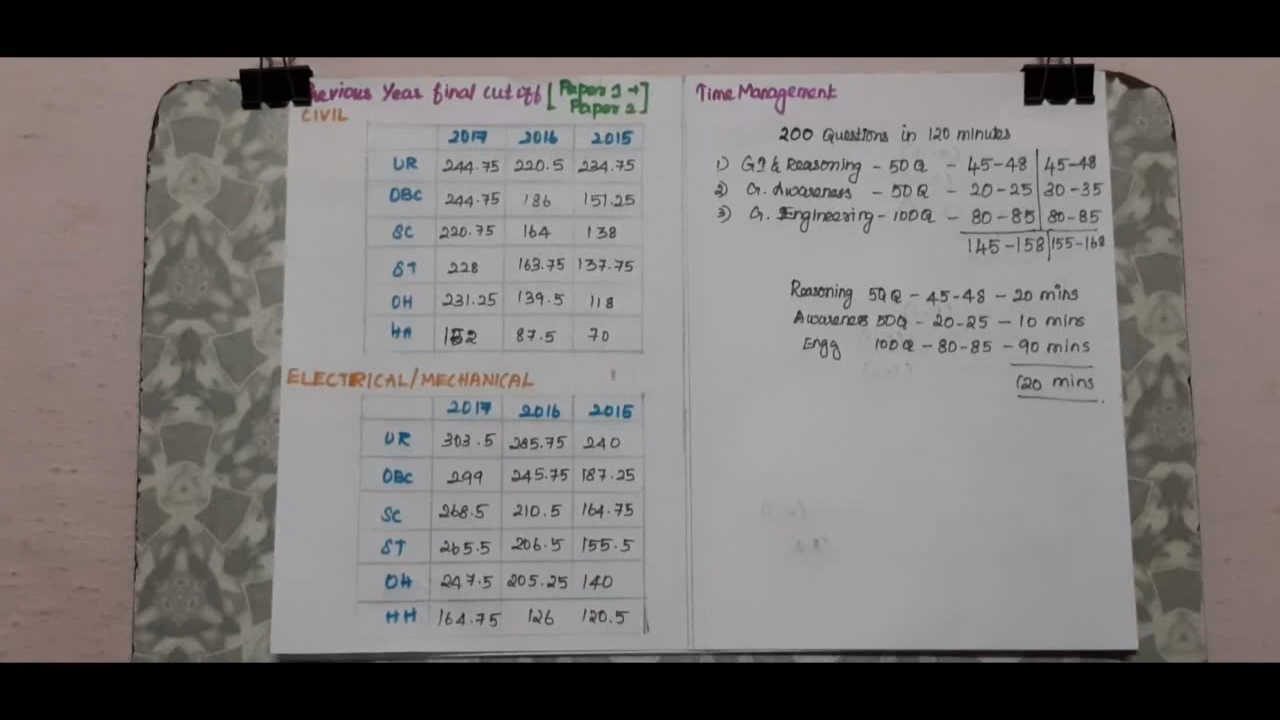 Previous Year final cut off [Paper 1 + Paper 2]
CIVIL
2017 2016 2015
UR 244.75 220.5 234.75
OBC 244.75 186 151.25
SC 220.75 164 138
ST 228 163.75 137.75
OH 231.25 139.5 118
HH 152 87.5 70
ELECTRICAL/MECHANICAL
2017 2016 2015
UR 303.5 285.75 240
OBC 299 245.75 187.25
SC 268.5 210.5 164.75
ST 265.5 206.5 155.5
OH 247.5 205.25 140
HH 164.75 126 120.5
Time Management
200 Questions in 120 minutes
1) GI & Reasoning - 50 Q - 45-48 45-48
2) G. Awareness - 50Q - 20-25 30-35
3) G. Engineering - 100Q - 80-85 80-85
145-158 155-168
Reasoning 50Q - 45-48 - 20 mins
Awareness 50Q - 20-25 - 10 mins
Engg 100Q - 80-85 - 90 mins
120 mins